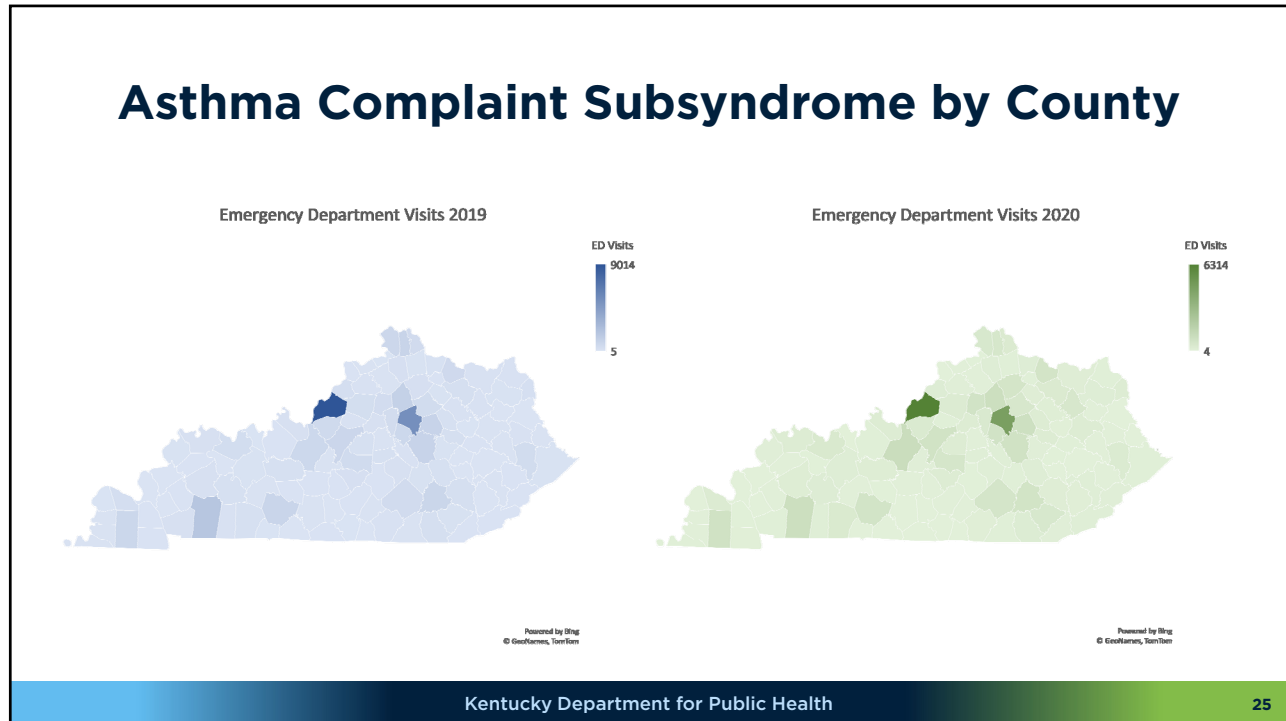 Asthma Complaint Subsyndrome by County
Emergency Department Visits 2019
ED Visits
9014
5
Powered by Bing
© GeoNames, TomTom
Emergency Department Visits 2020
ED Visits
6314
4
Powered by Bing
© GeoNames, TomTom
Kentucky Department for Public Health
25